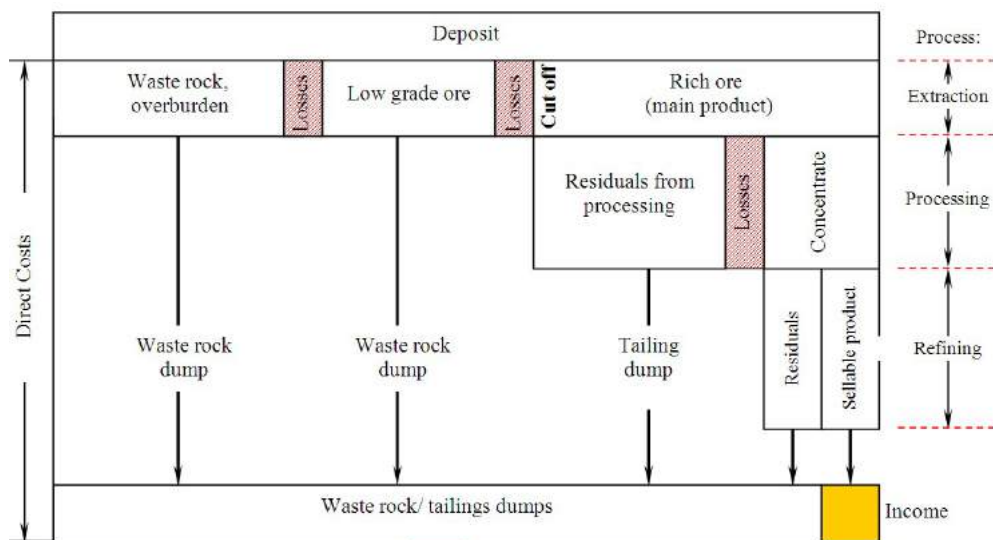 Deposit
Process:
Waste rock,
overburden
Losses
Low grade ore
Losses
Cut off
Rich ore
(main product)
Extraction
Residuals from
processing
Losses
Concentrate
Processing
Direct Costs
Waste rock
dump
Waste rock
dump
Tailing
dump
Residuals
Sellable product
Refining
Waste rock/ tailings dumps
Income